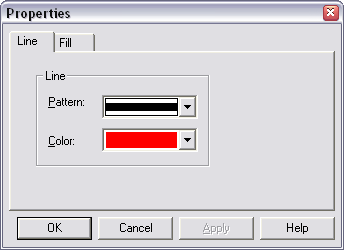 Properties
Line Fill
Line
Pattern:
Color:
OK Cancel Apply Help